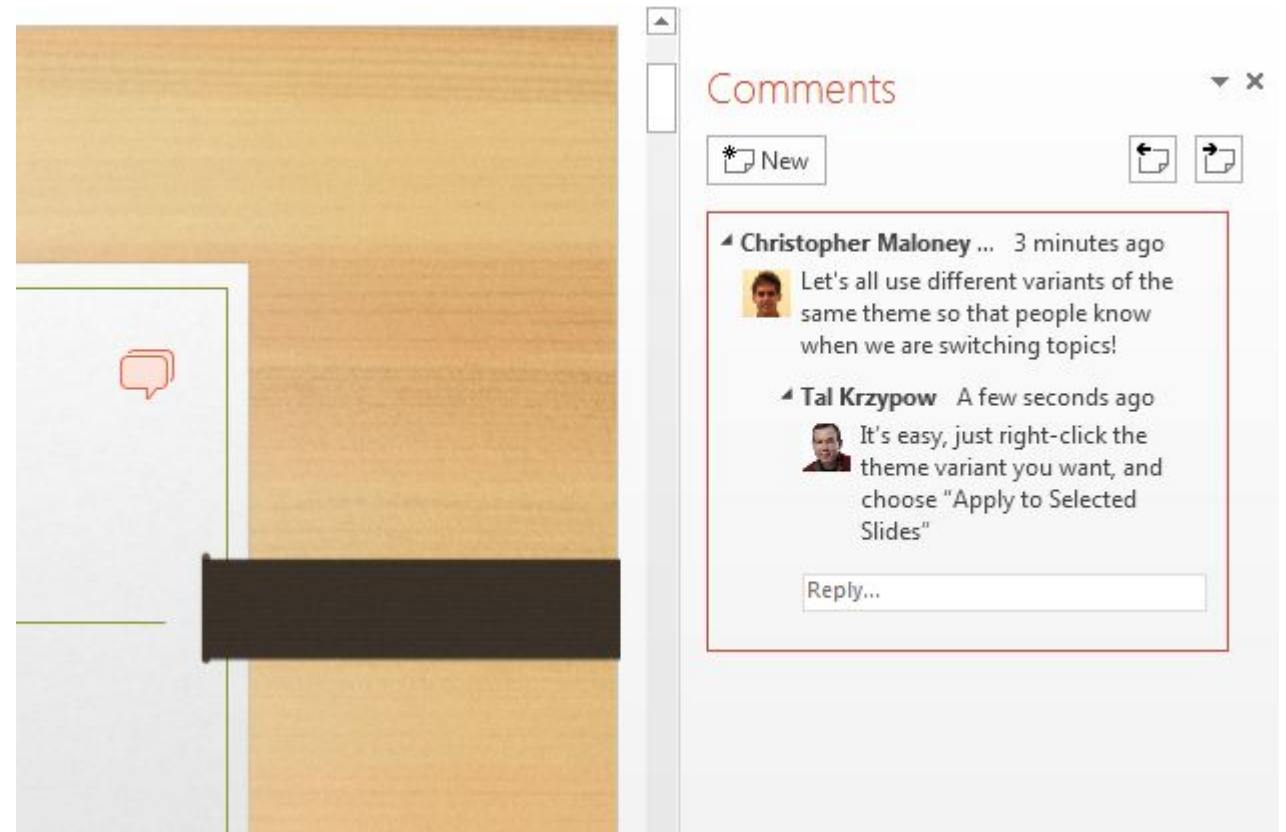 Comments
New
Christopher Maloney ... 3 minutes ago
Let's all use different variants of the
same theme so that people know
when we are switching topics!
Tal Krzypow A few seconds ago
It's easy, just right-click the
theme variant you want, and
choose “Apply to Selected
Slides”
Reply...